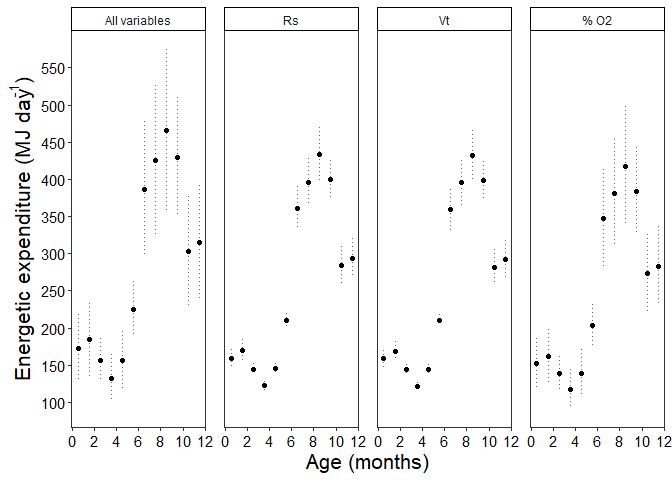 All variables Rs Vt % O2
Energetic expenditure (MJ day⁻¹)
550
500
450
400
350
300
250
200
150
100
0 2 4 6 8 10 12 0 2 4 6 8 10 12 0 2 4 6 8 10 12 0 2 4 6 8 10 12
Age (months)